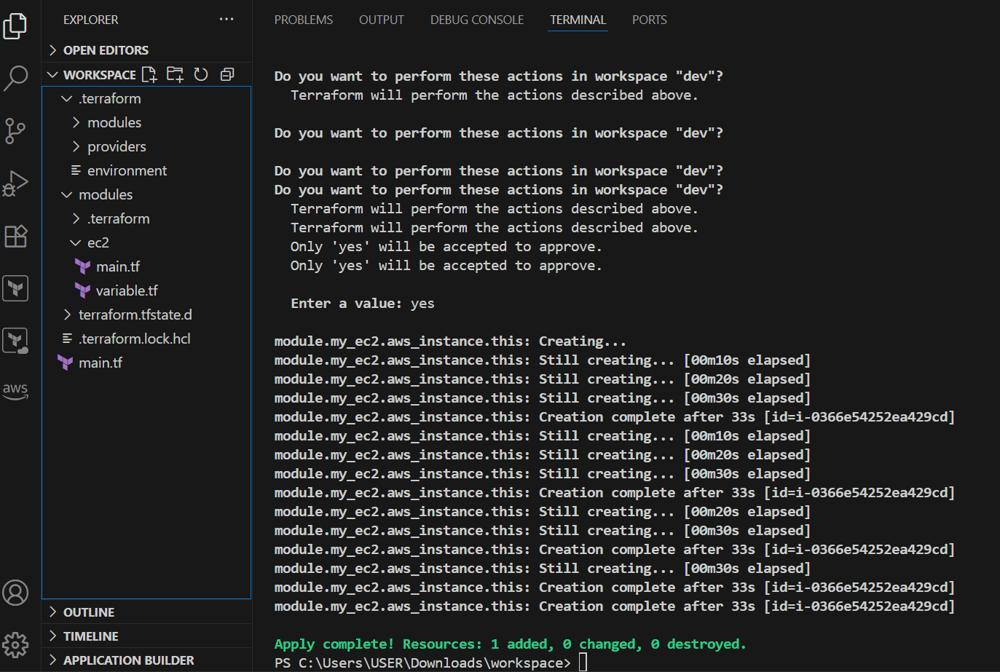 EXPLORER
OPEN EDITORS
WORKSPACE
.terraform
modules
providers
environment
modules
.terraform
ec2
main.tf
variable.tf
terraform.tfstate.d
.terraform.lock.hcl
main.tf
aws
OUTLINE
TIMELINE
APPLICATION BUILDER
PROBLEMS OUTPUT DEBUG CONSOLE TERMINAL PORTS
Do you want to perform these actions in workspace "dev"?
Terraform will perform the actions described above.
Do you want to perform these actions in workspace "dev"?
Do you want to perform these actions in workspace "dev"?
Do you want to perform these actions in workspace "dev"?
Terraform will perform the actions described above.
Terraform will perform the actions described above.
Only 'yes' will be accepted to approve.
Only 'yes' will be accepted to approve.
Enter a value: yes
module.my_ec2.aws_instance.this: Creating...
module.my_ec2.aws_instance.this: Still creating... [00m10s elapsed]
module.my_ec2.aws_instance.this: Still creating... [00m20s elapsed]
module.my_ec2.aws_instance.this: Still creating... [00m30s elapsed]
module.my_ec2.aws_instance.this: Creation complete after 33s [id=i-0366e54252ea429cd]
module.my_ec2.aws_instance.this: Still creating... [00m10s elapsed]
module.my_ec2.aws_instance.this: Still creating... [00m20s elapsed]
module.my_ec2.aws_instance.this: Still creating... [00m30s elapsed]
module.my_ec2.aws_instance.this: Creation complete after 33s [id=i-0366e54252ea429cd]
module.my_ec2.aws_instance.this: Still creating... [00m20s elapsed]
module.my_ec2.aws_instance.this: Still creating... [00m30s elapsed]
module.my_ec2.aws_instance.this: Creation complete after 33s [id=i-0366e54252ea429cd]
module.my_ec2.aws_instance.this: Still creating... [00m30s elapsed]
module.my_ec2.aws_instance.this: Creation complete after 33s [id=i-0366e54252ea429cd]
module.my_ec2.aws_instance.this: Creation complete after 33s [id=i-0366e54252ea429cd]
Apply complete! Resources: 1 added, 0 changed, 0 destroyed.
PS C:\Users\USER\Downloads\workspace>